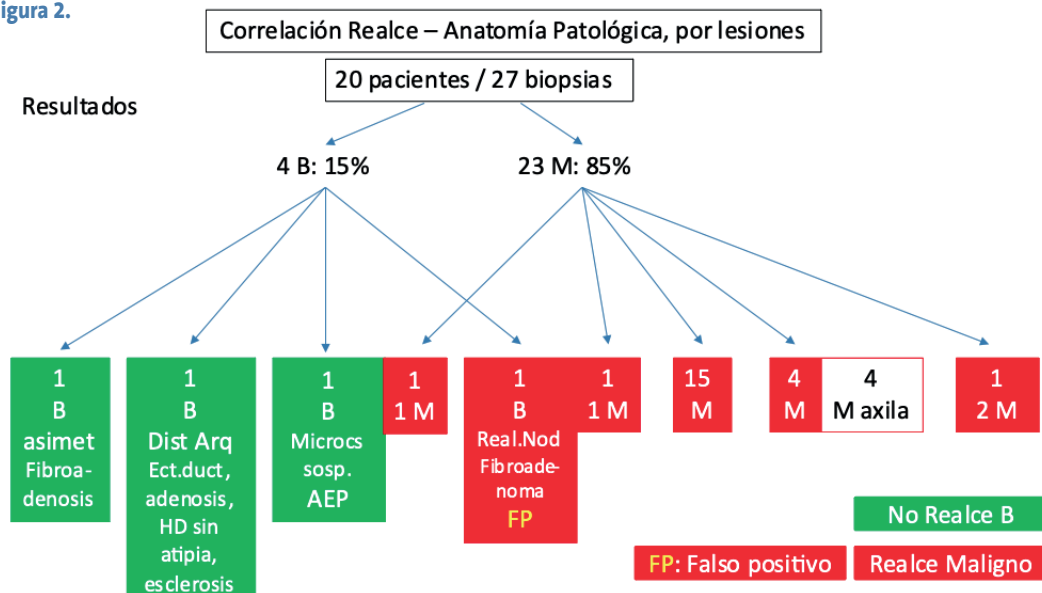 igura 2.
Correlación Realce – Anatomía Patológica, por lesiones
20 pacientes / 27 biopsias
Resultados
4 B: 15%
23 M: 85%
1
B
asimet
Fibroa-
denosis
1
B
Dist Arq
Ect.duct,
adenosis,
HD sin
atipia,
esclerosis
1
B
Microcs
sosp.
AEP
1
1 M
1
B
Real.Nod
Fibroade-
noma
FP
1
1 M
15
M
4
M
4
M axila
1
2 M
No Realce B
FP: Falso positivo
Realce Maligno